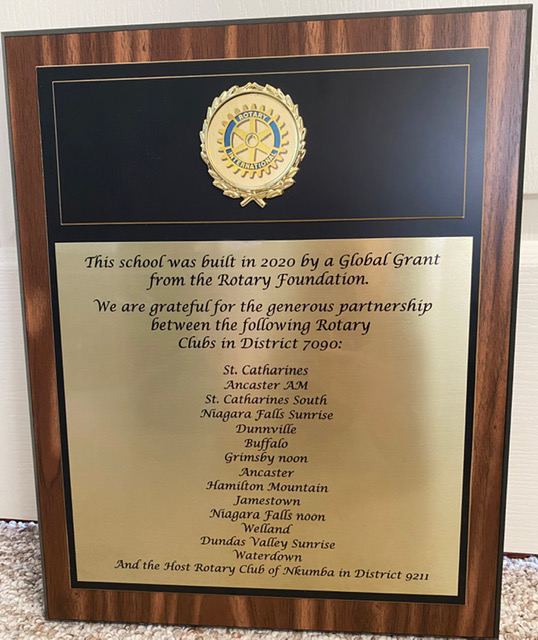 ROTARY
INTERNATIONAL
This school was built in 2020 by a Global Grant
from the Rotary Foundation.
We are grateful for the generous partnership
between the following Rotary
Clubs in District 7090:
St. Catharines
Ancaster AM
St. Catharines South
Niagara Falls Sunrise
Dunnville
Buffalo
Grimsby noon
Ancaster
Hamilton Mountain
Jamestown
Niagara Falls noon
Welland
Dundas Valley Sunrise
Waterdown
And the Host Rotary Club of Nkumba in District 9211